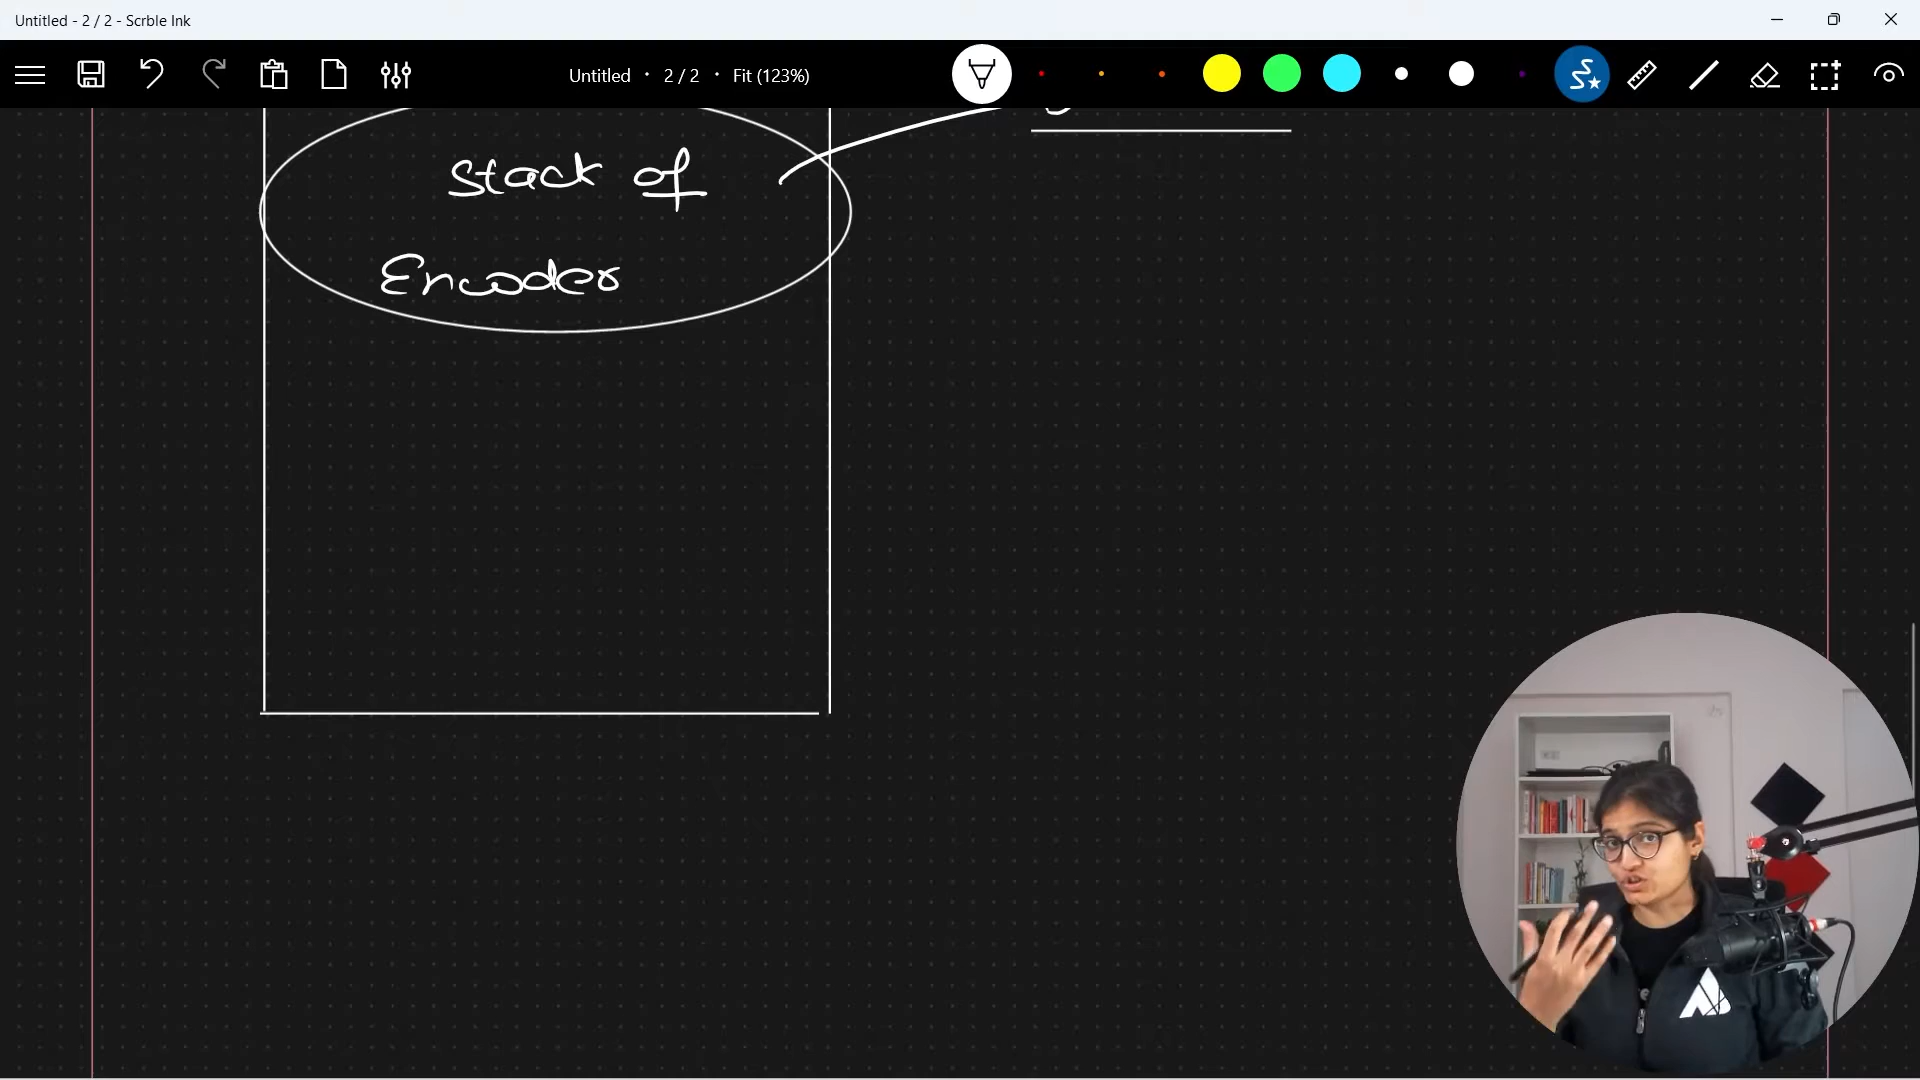 Untitled - 2 / 2 - Scrble Ink
Untitled • 2 / 2 • Fit (123%)
Stack of
Encoder